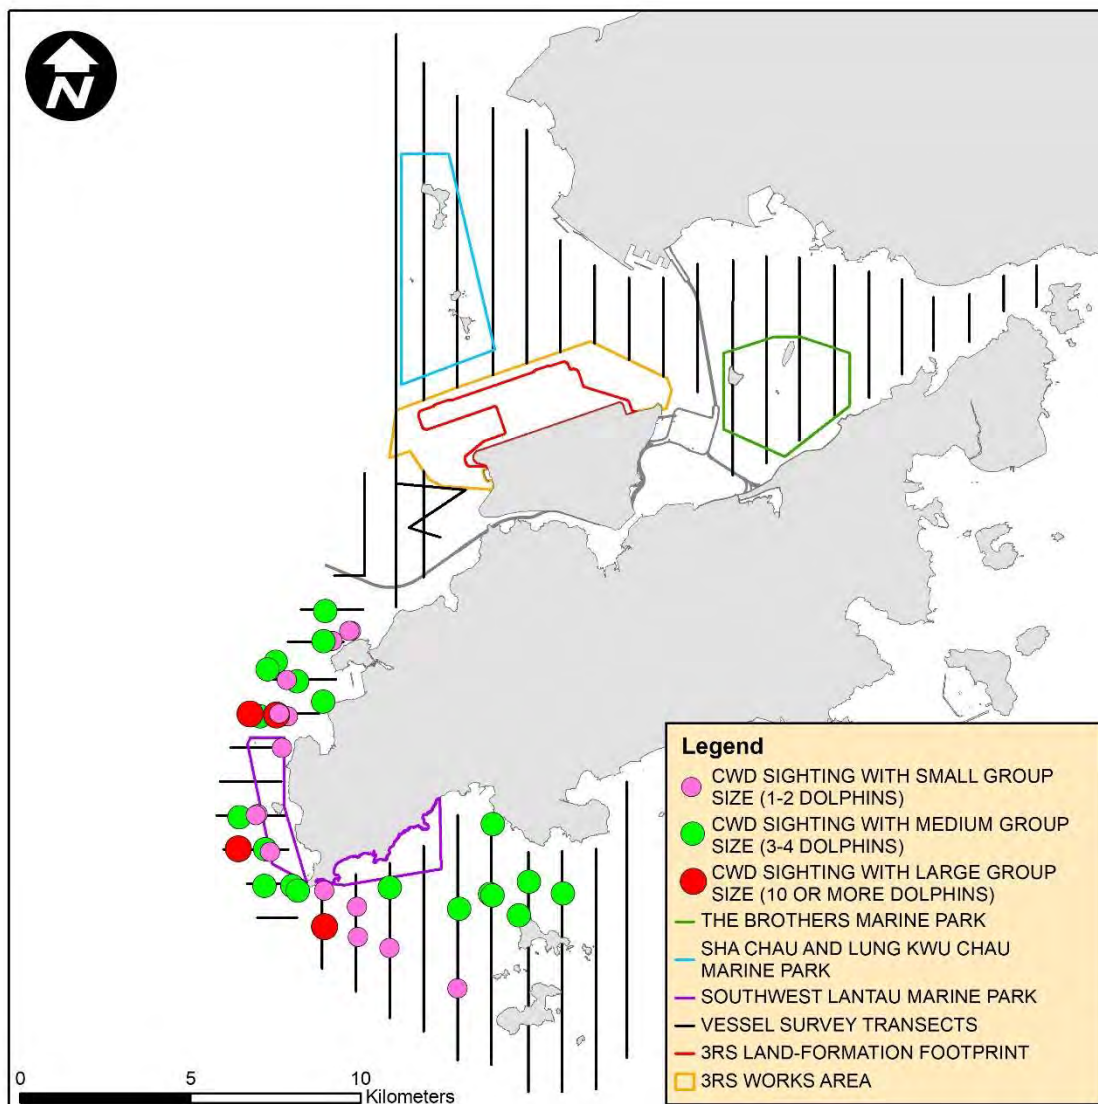 N
Legend
CWD SIGHTING WITH SMALL GROUP
SIZE (1-2 DOLPHINS)
CWD SIGHTING WITH MEDIUM GROUP
SIZE (3-4 DOLPHINS)
CWD SIGHTING WITH LARGE GROUP
SIZE (10 OR MORE DOLPHINS)
THE BROTHERS MARINE PARK
SHA CHAU AND LUNG KWU CHAU
MARINE PARK
SOUTHWEST LANTAU MARINE PARK
VESSEL SURVEY TRANSECTS
3RS LAND-FORMATION FOOTPRINT
3RS WORKS AREA
0 5 10
Kilometers